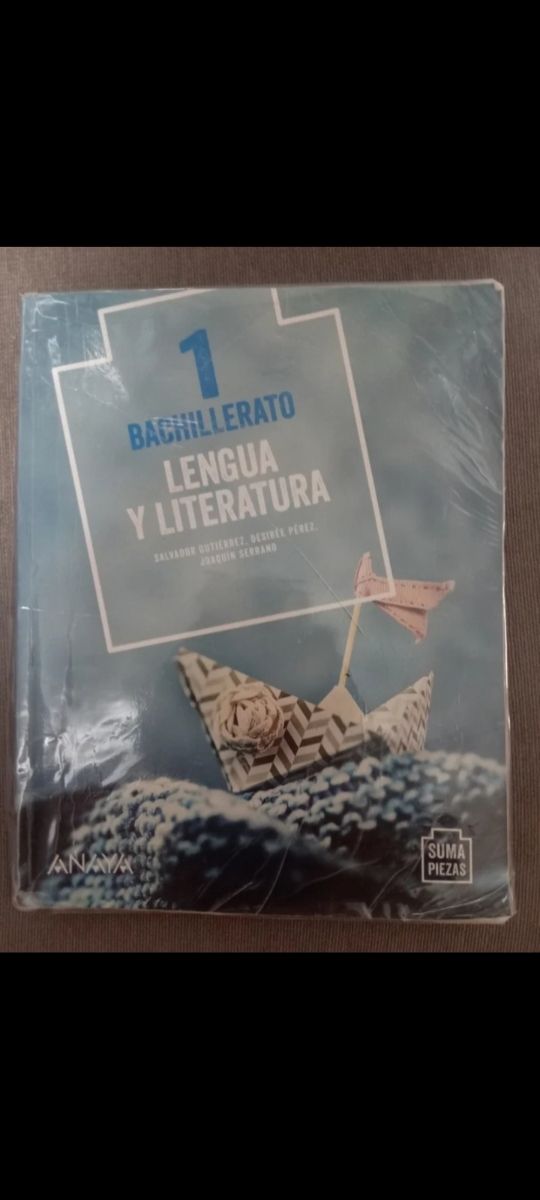 1
BACHILLERATO
LENGUA
Y LITERATURA
SALVADOR GUTIÉRREZ, DESIRÉE PÉREZ,
JOAQUÍN SERRANO
ANAYA
SUMA
PIEZAS